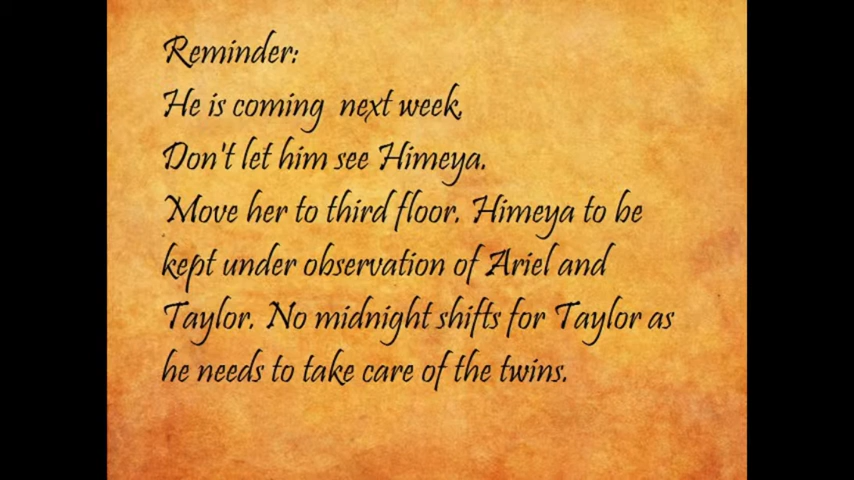 Reminder:
He is coming next week.
Don't let him see Himeya.
Move her to third floor. Himeya to be
kept under observation of Ariel and
Taylor. No midnight shifts for Taylor as
he needs to take care of the twins.